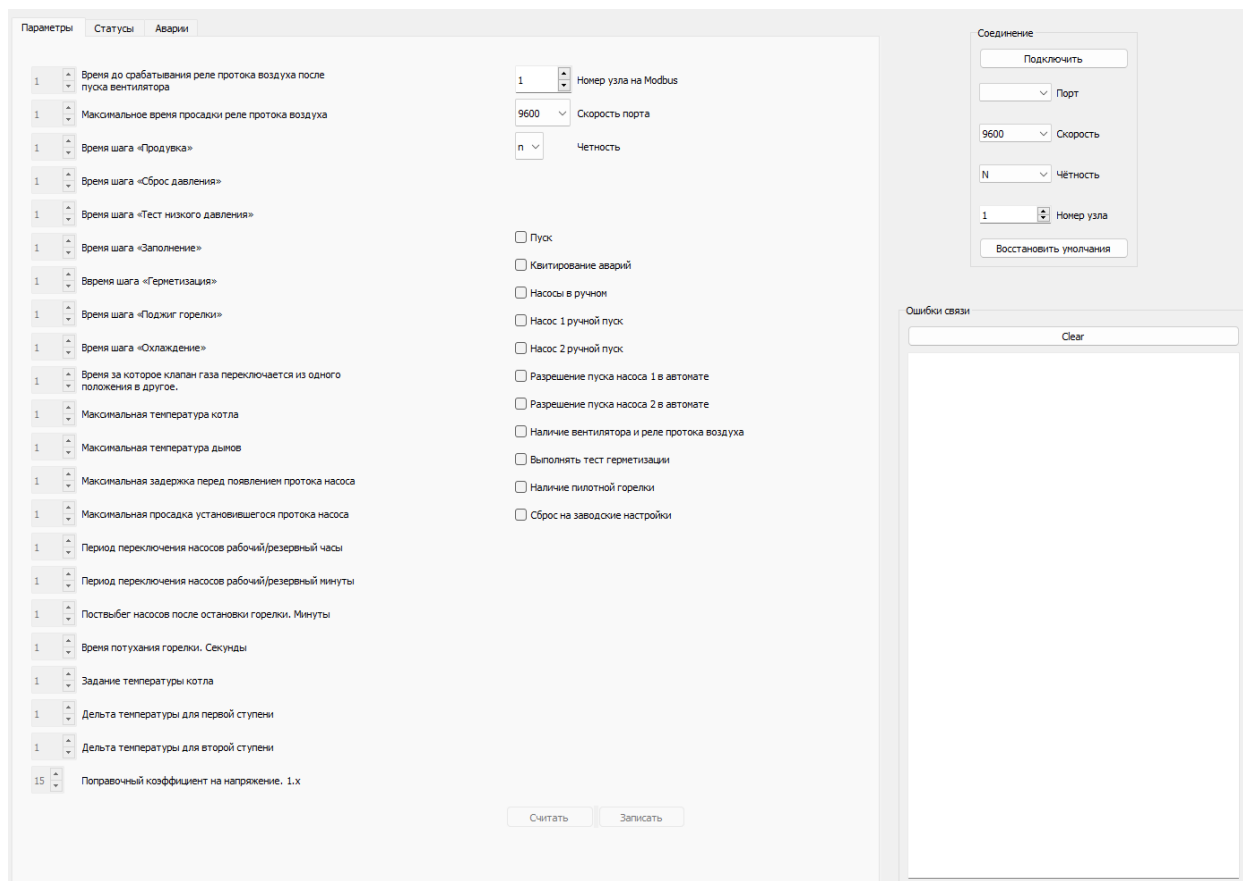 Параметры
Статусы
Аварии
1 Время до срабатывания реле протока воздуха после
пуска вентилятора
1 Максимальное время просадки реле протока воздуха
1 Время шага «Продувка»
1 Время шага «Сброс давления»
1 Время шага «Тест низкого давления»
1 Время шага «Заполнение»
1 Ввремя шага «Герметизация»
1 Время шага «Поджиг горелки»
1 Время шага «Охлаждение»
1 Время за которое клапан газа переключается из одного
положения в другое.
1 Максимальная температура котла
1 Максимальная температура дымов
1 Максимальная задержка перед появлением протока насоса
1 Максимальная просадка установившегося протока насоса
1 Период переключения насосов рабочий/резервный часы
1 Период переключения насосов рабочий/резервный минуты
1 Поствыбег насосов после остановки горелки. Минуты
1 Время потухания горелки. Секунды
1 Задание температуры котла
1 Дельта температуры для первой ступени
1 Дельта температуры для второй ступени
15 Поправочный коэффициент на напряжение. 1.x
1 Номер узла на Modbus
9600 Скорость порта
n Четность
Пуск
Квитирование аварий
Насосы в ручном
Насос 1 ручной пуск
Насос 2 ручной пуск
Разрешение пуска насоса 1 в автомате
Разрешение пуска насоса 2 в автомате
Наличие вентилятора и реле протока воздуха
Выполнять тест герметизации
Наличие пилотной горелки
Сброс на заводские настройки
Считать
Записать
Соединение
Подключить
Порт
9600 Скорость
N Чётность
1 Номер узла
Восстановить умолчания
Ошибки связи
Clear